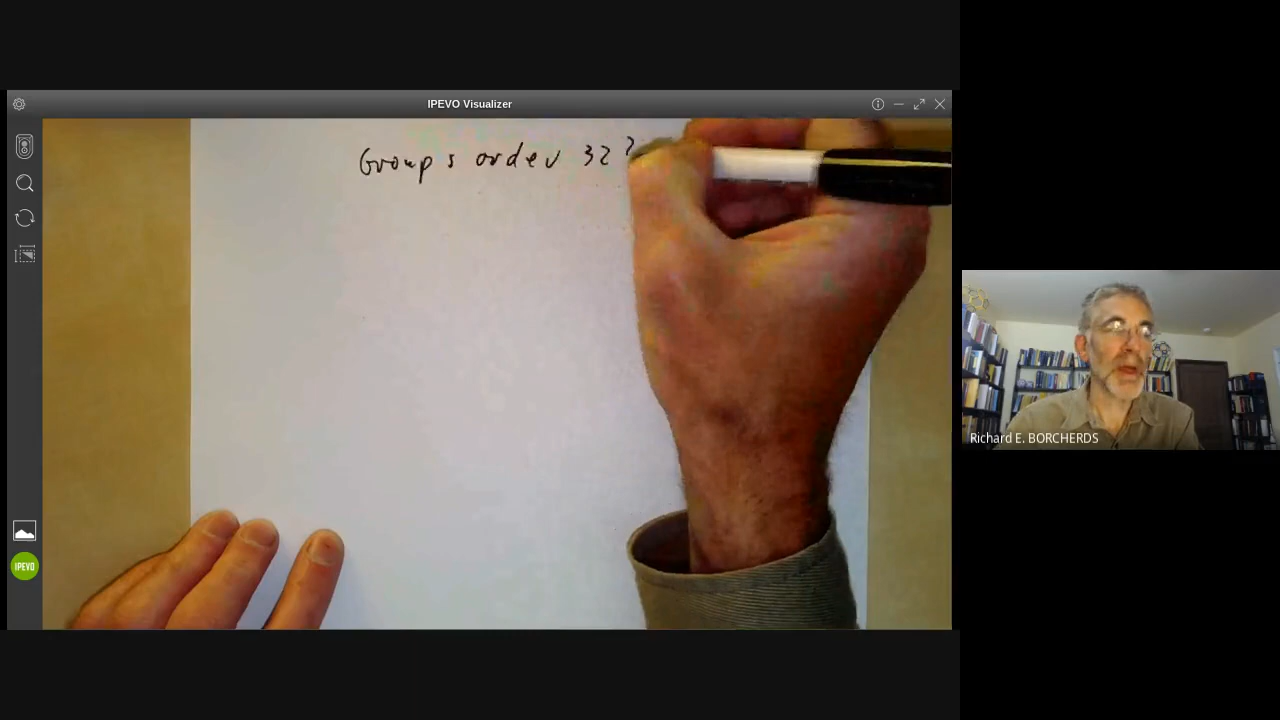 IPEVO Visualizer
Groups order 32 ?
IPEVO
Richard E. BORCHERDS